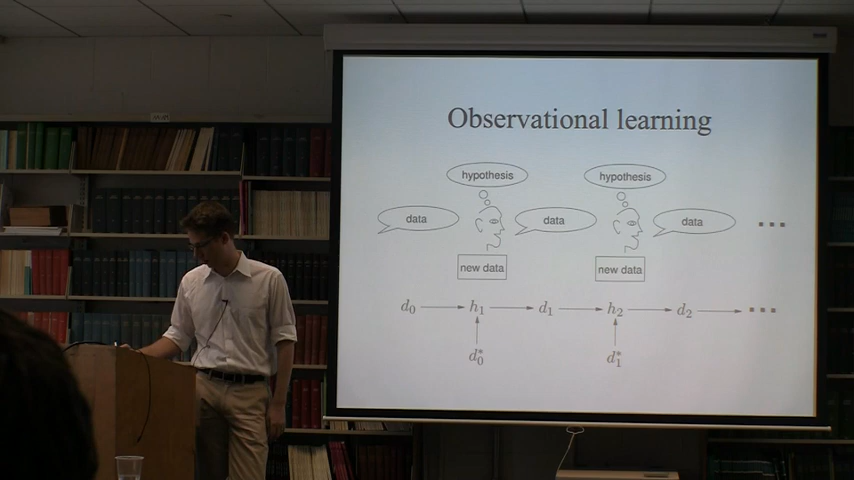 Observational learning
hypothesis hypothesis
data data data
new data new data
d₀ h₁ d₁ h₂ d₂
d₀* d₁*